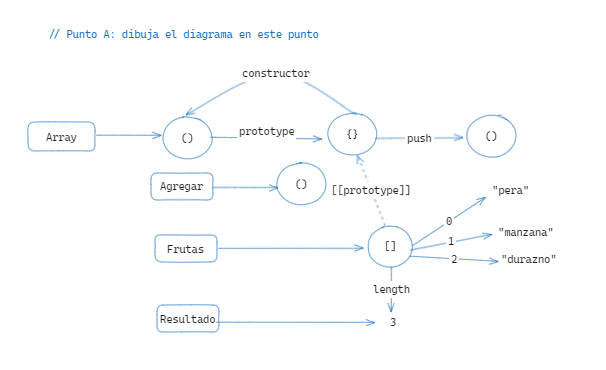 // Punto A: dibuja el diagrama en este punto
constructor
Array
()
prototype
{}
push
()
Agregar
()
[[prototype]]
"pera"
0
Frutas
[]
1
"manzana"
2
"durazno"
length
Resultado
3